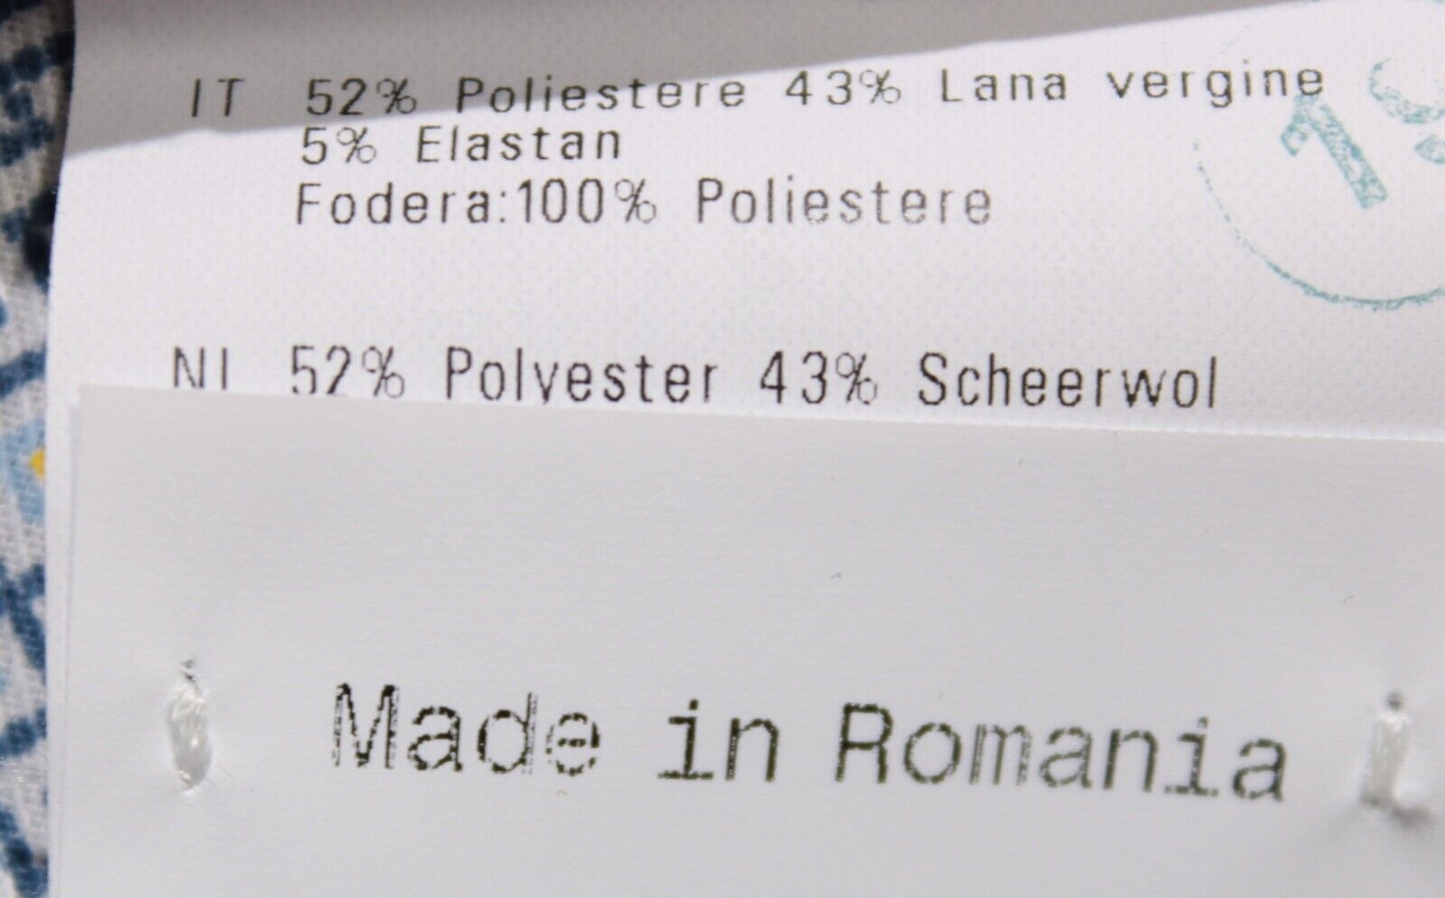 IT 52% Poliestere 43% Lana vergine
5% Elastan
Fodera:100% Poliestere
NL 52% Polyester 43% Scheerwol
Made in Romania